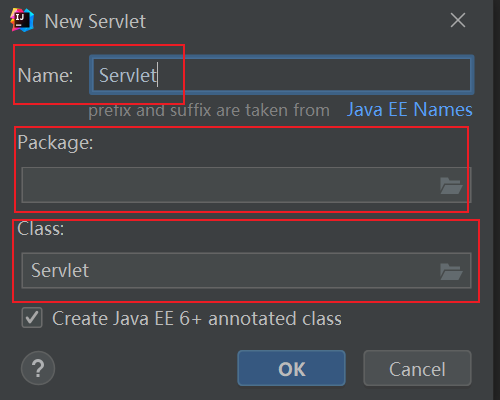 New Servlet
Name: Servlet
prefix and suffix are taken from Java EE Names
Package:
Class:
Servlet
Create Java EE 6+ annotated class
? OK Cancel